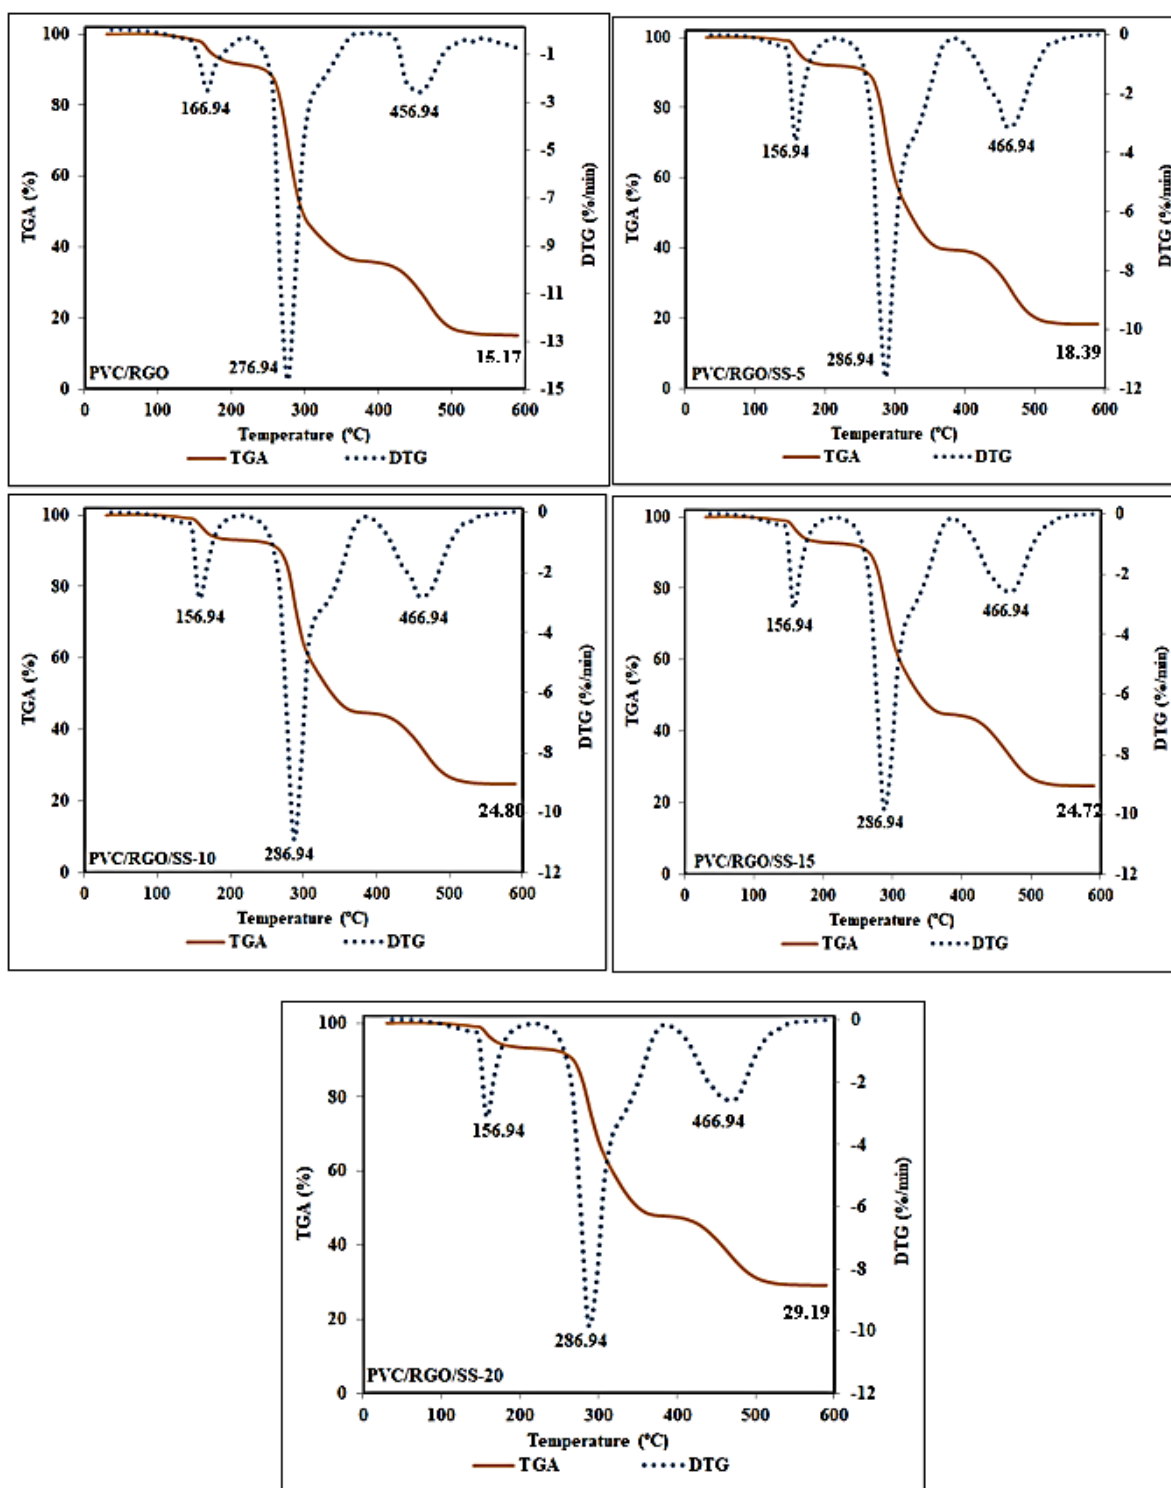 100
80
60
40
20
0
TGA (%)
-1
-3
-5
-7
-9
-11
-13
-15
DTG (%/min)
166.94
456.94
276.94
15.17
PVC/RGO
0 100 200 300 400 500 600
Temperature (ºC)
TGA DTG
100
80
60
40
20
0
TGA (%)
0
-2
-4
-6
-8
-10
-12
DTG (%/min)
156.94
466.94
286.94
18.39
PVC/RGO/SS-5
0 100 200 300 400 500 600
Temperature (ºC)
TGA DTG
100
80
60
40
20
0
TGA (%)
0
-2
-4
-6
-8
-10
-12
DTG (%/min)
156.94
466.94
286.94
24.80
PVC/RGO/SS-10
0 100 200 300 400 500 600
Temperature (ºC)
TGA DTG
100
80
60
40
20
0
TGA (%)
0
-2
-4
-6
-8
-10
-12
DTG (%/min)
156.94
466.94
286.94
24.72
PVC/RGO/SS-15
0 100 200 300 400 500 600
Temperature (ºC)
TGA DTG
100
80
60
40
20
0
TGA (%)
0
-2
-4
-6
-8
-10
-12
DTG (%/min)
156.94
466.94
286.94
29.19
PVC/RGO/SS-20
0 100 200 300 400 500 600
Temperature (ºC)
TGA DTG